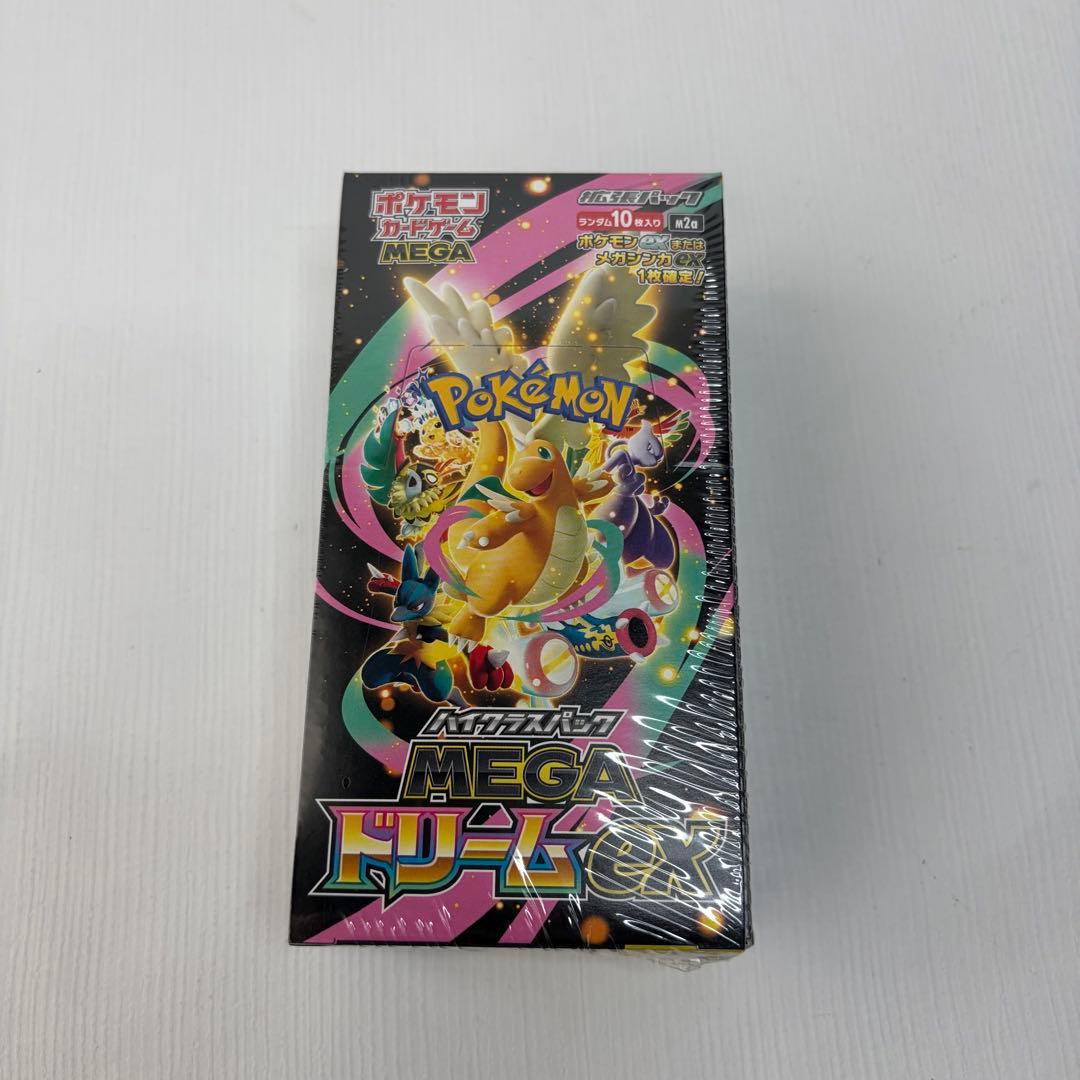 ポケモン
カードゲーム
MEGA
拡張パック
ランダム10枚入り M2a
ポケモンexまたは
メガシンカex
1枚確定!
POKÉMON
TM
ハイクラスパック
MEGA
ドリームex